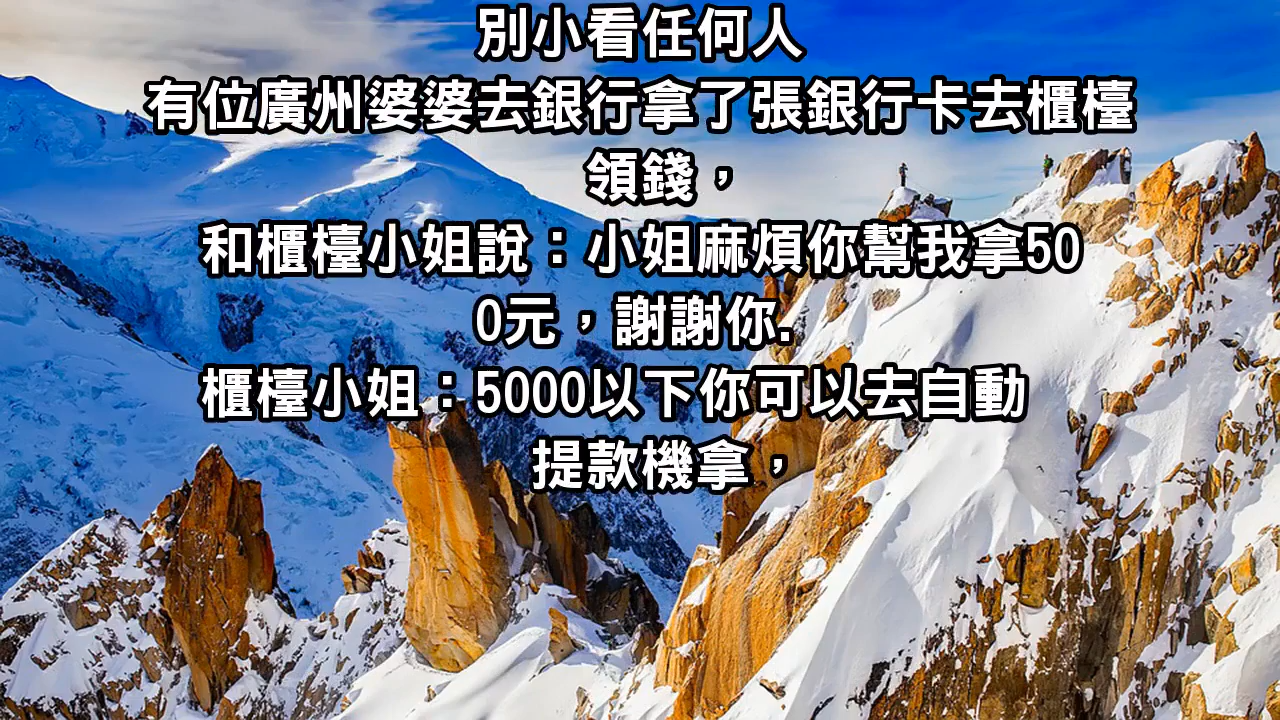 別小看任何人
有位廣州婆婆去銀行拿了張銀行卡去櫃檯
領錢，
和櫃檯小姐說：小姐麻煩你幫我拿50
0元，謝謝你.
櫃檯小姐：5000以下你可以去自動
提款機拿，